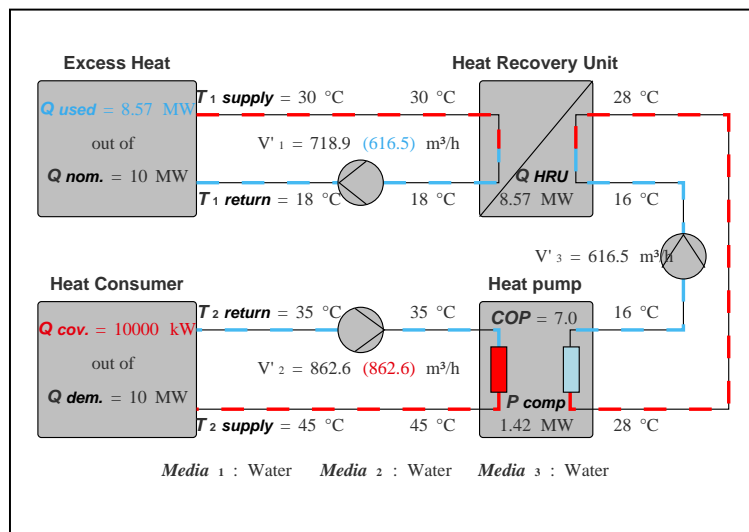 Excess Heat Heat Recovery Unit
Q used = 8.57 MW T 1 supply = 30 °C 30 °C 28 °C
out of V' 1 = 718.9 (616.5) m³/h
Q nom. = 10 MW Q HRU
T 1 return = 18 °C 18 °C 8.57 MW 16 °C
V' 3 = 616.5 m³/h
Heat Consumer Heat pump
T 2 return = 35 °C 35 °C 16 °C
Q cov. = 10000 kW COP = 7.0
out of V' 2 = 862.6 (862.6) m³/h
Q dem. = 10 MW P comp
T 2 supply = 45 °C 45 °C 1.42 MW 28 °C
Media 1 : Water Media 2 : Water Media 3 : Water